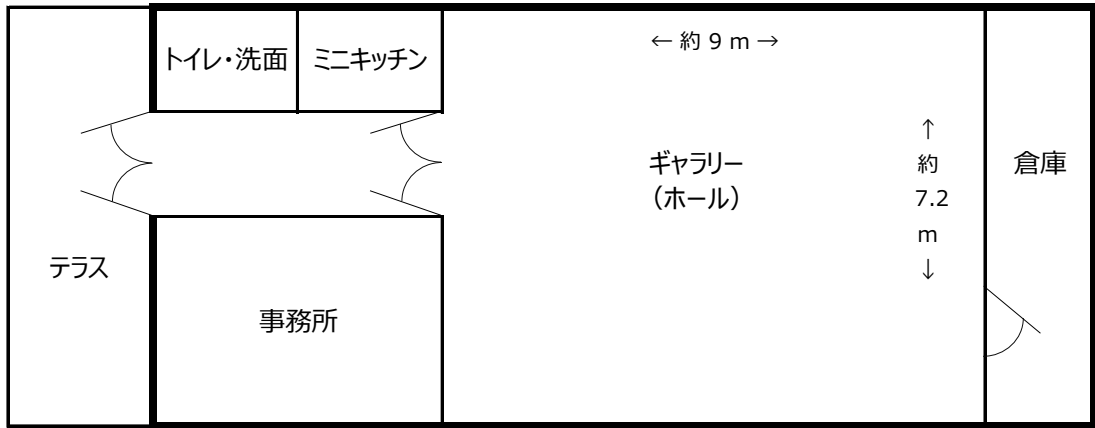 トイレ・洗面
ミニキッチン
← 約 9 m →
ギャラリー
（ホール）
↑
約
7.2
m
↓
倉庫
テラス
事務所